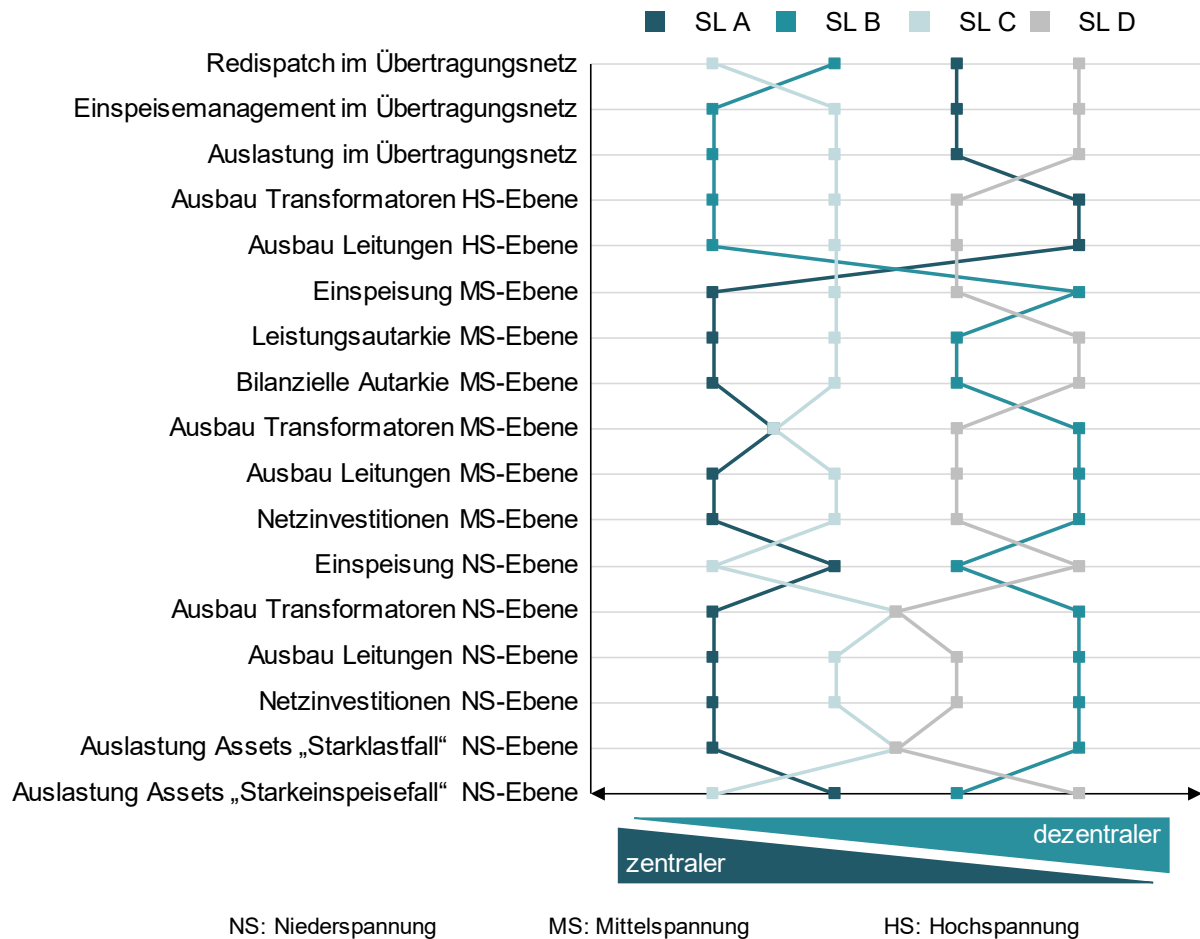 SL A SL B SL C SL D
Redispatch im Übertragungsnetz
Einspeisemanagement im Übertragungsnetz
Auslastung im Übertragungsnetz
Ausbau Transformatoren HS-Ebene
Ausbau Leitungen HS-Ebene
Einspeisung MS-Ebene
Leistungsautarkie MS-Ebene
Bilanzielle Autarkie MS-Ebene
Ausbau Transformatoren MS-Ebene
Ausbau Leitungen MS-Ebene
Netzinvestitionen MS-Ebene
Einspeisung NS-Ebene
Ausbau Transformatoren NS-Ebene
Ausbau Leitungen NS-Ebene
Netzinvestitionen NS-Ebene
Auslastung Assets „Starklastfall“ NS-Ebene
Auslastung Assets „Starkeinspeisefall“ NS-Ebene
dezentraler
zentraler
NS: Niederspannung MS: Mittelspannung HS: Hochspannung